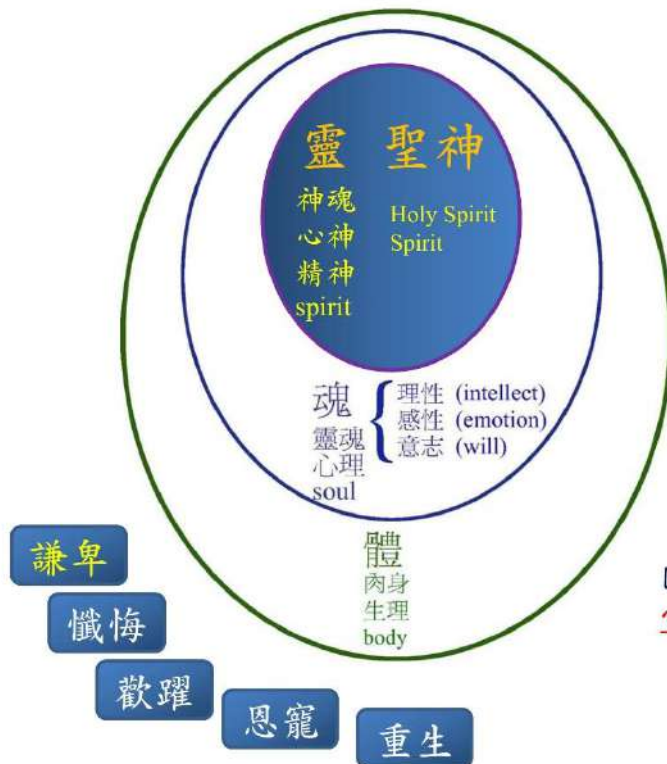 靈 聖神
神魂
心神
精神
spirit
Holy Spirit
Spirit
魂
靈魂
心理
soul
理性 (intellect)
感性 (emotion)
意志 (will)
體
肉身
生理
body
謙卑
懺悔
歡躍
恩寵
重生